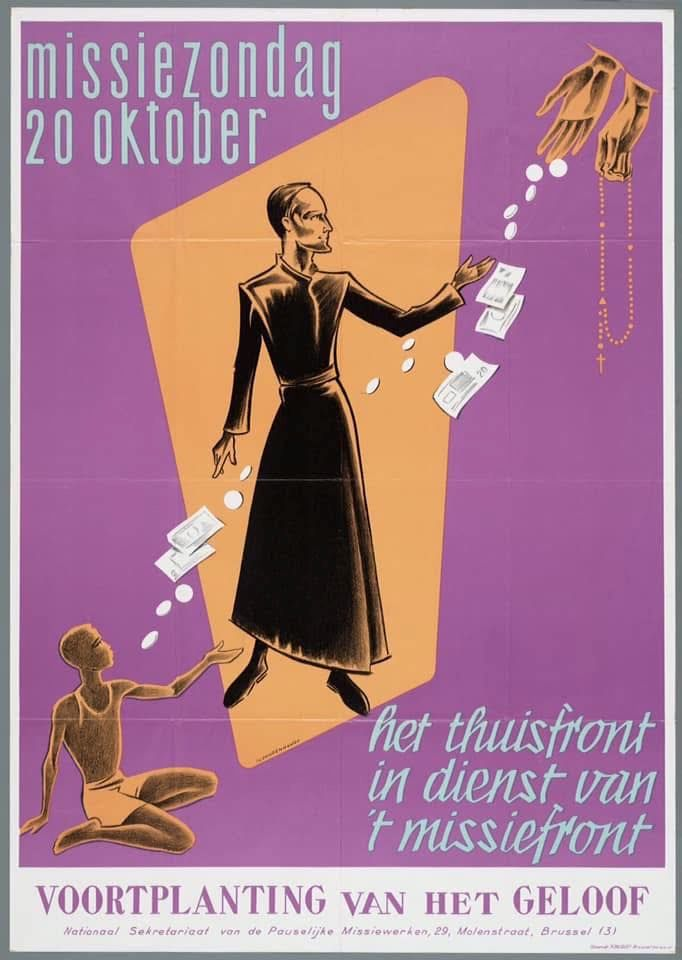 missiezondag
20 oktober
20
het thuisfront
in dienst van
't missiefront
VOORTPLANTING VAN HET GELOOF
Nationaal Sekretariaat van de Pauselijke Missiewerken, 29, Molenstraat, Brussel (3)